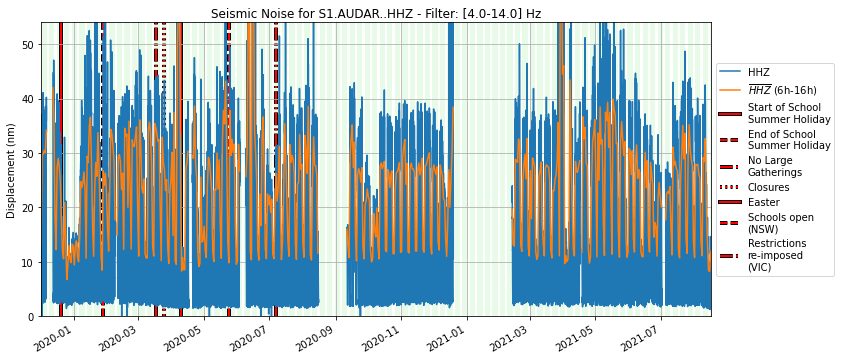 Seismic Noise for S1.AUDAR..HHZ - Filter: [4.0-14.0] Hz
Displacement (nm)
50
40
30
20
10
0
2020-01
2020-03
2020-05
2020-07
2020-09
2020-11
2021-01
2021-03
2021-05
2021-07
HHZ
HHZ (6h-16h)
Start of School
Summer Holiday
End of School
Summer Holiday
No Large
Gatherings
Closures
Easter
Schools open
(NSW)
Restrictions
re-imposed
(VIC)